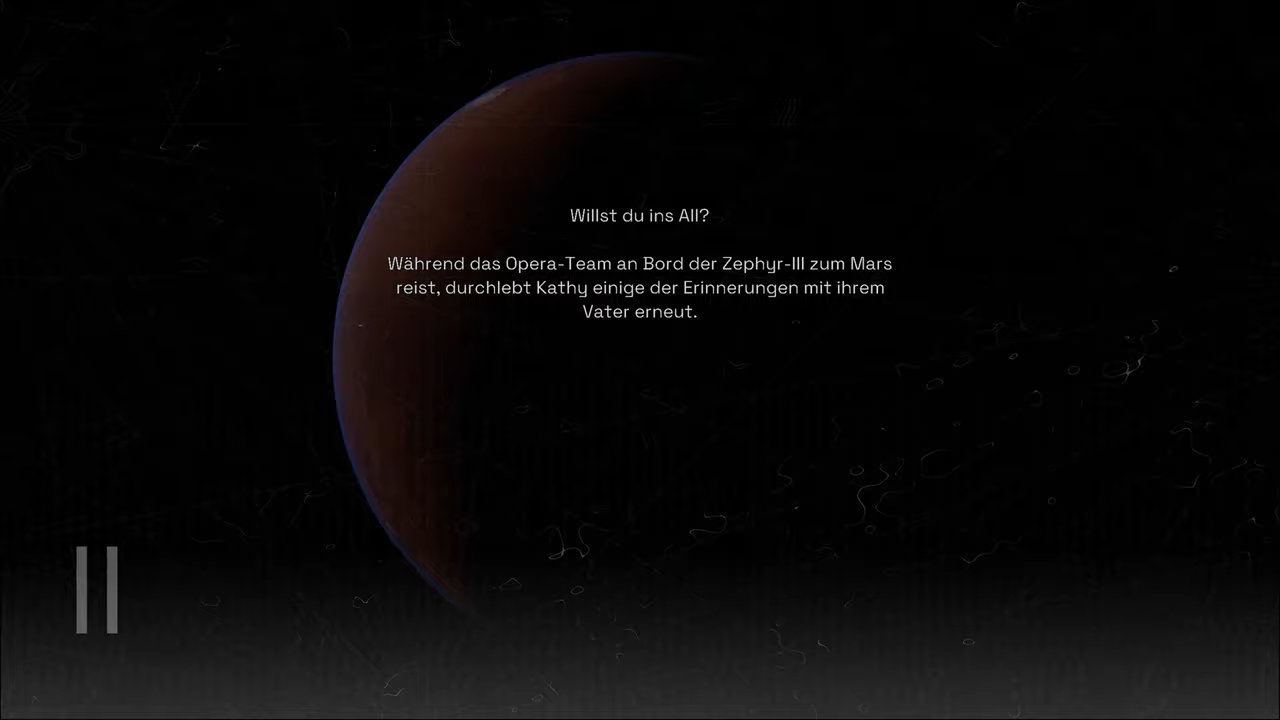 Willst du ins All?
Während das Opera-Team an Bord der Zephyr-III zum Mars
reist, durchlebt Kathy einige der Erinnerungen mit ihrem
Vater erneut.